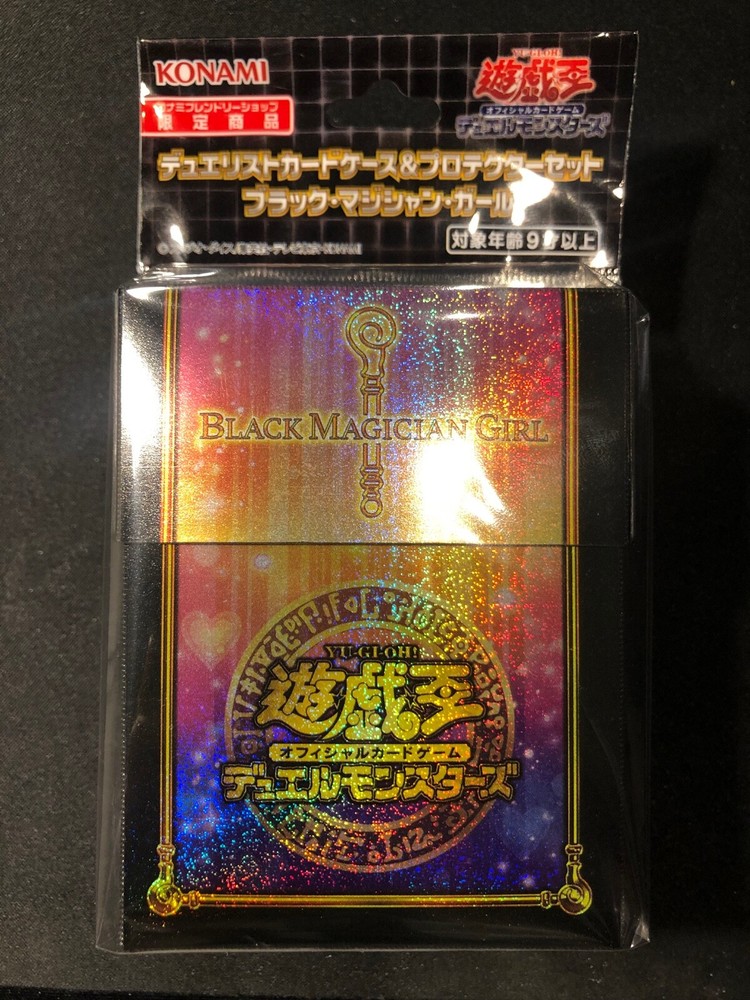 KONAMI
YU-GI-OH!
遊戯王
オフィシャルカードゲーム
デュエルモンスターズ
コナミフレンドリーショップ
限定商品
デュエリストカードケース&プロテクターセット
ブラック・マジシャン・ガール
対象年齢9才以上
BLACK MAGICIAN GIRL
YU-GI-OH!
遊戯王
オフィシャルカードゲーム
デュエルモンスターズ